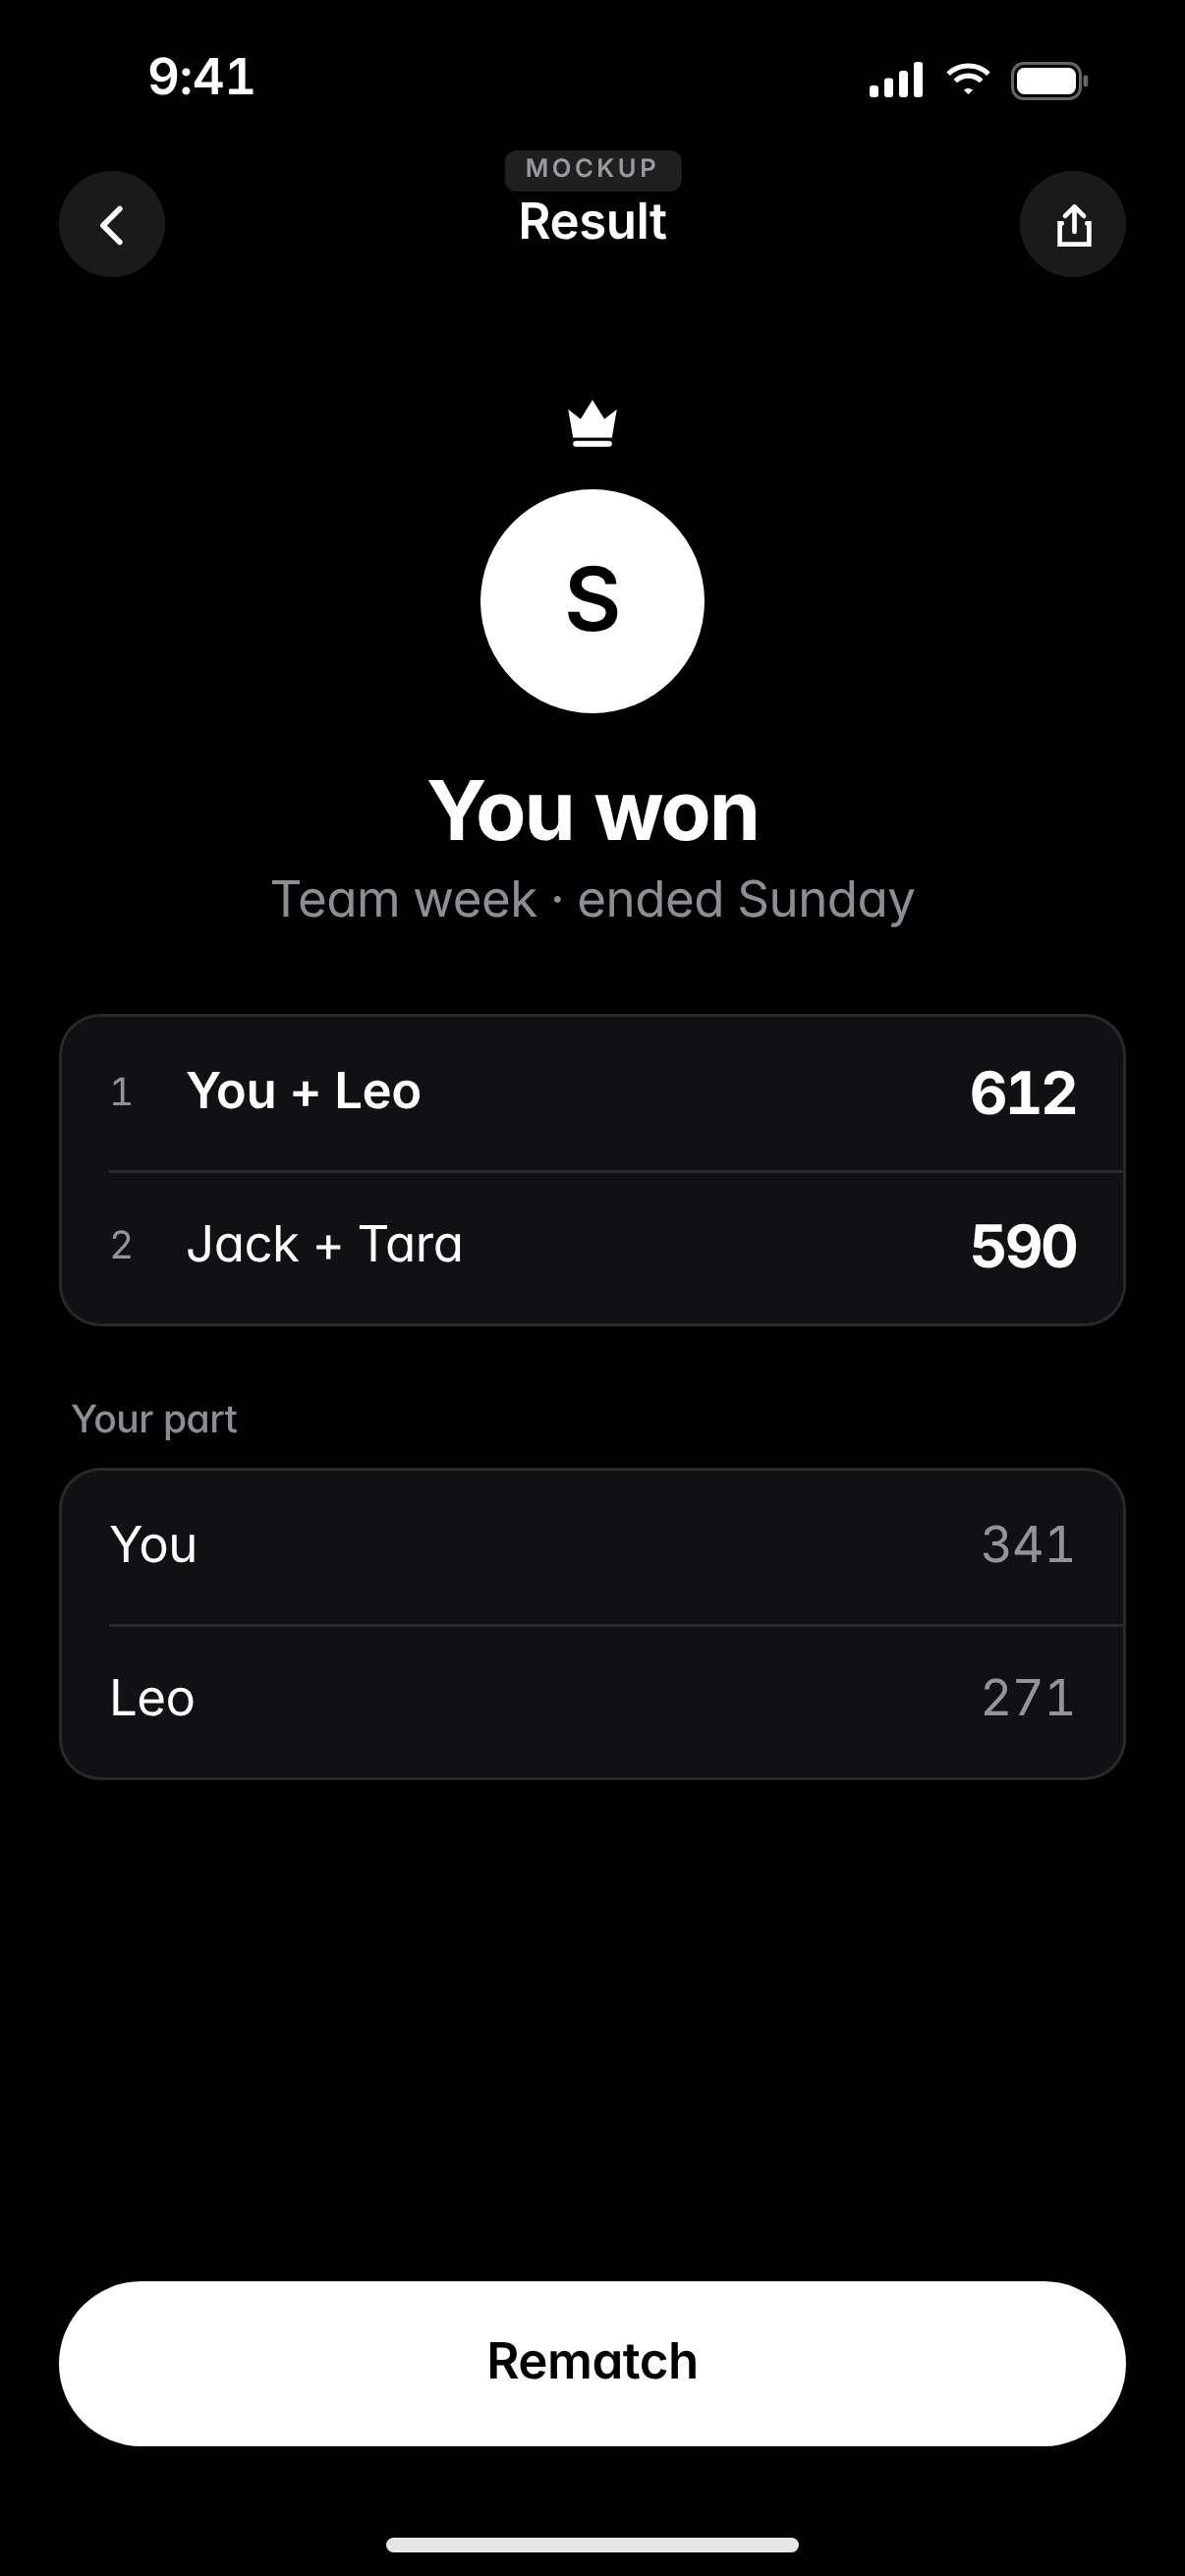 9:41
MOCKUP
Result
S
You won
Team week · ended Sunday
1 You + Leo 612
2 Jack + Tara 590
Your part
You 341
Leo 271
Rematch